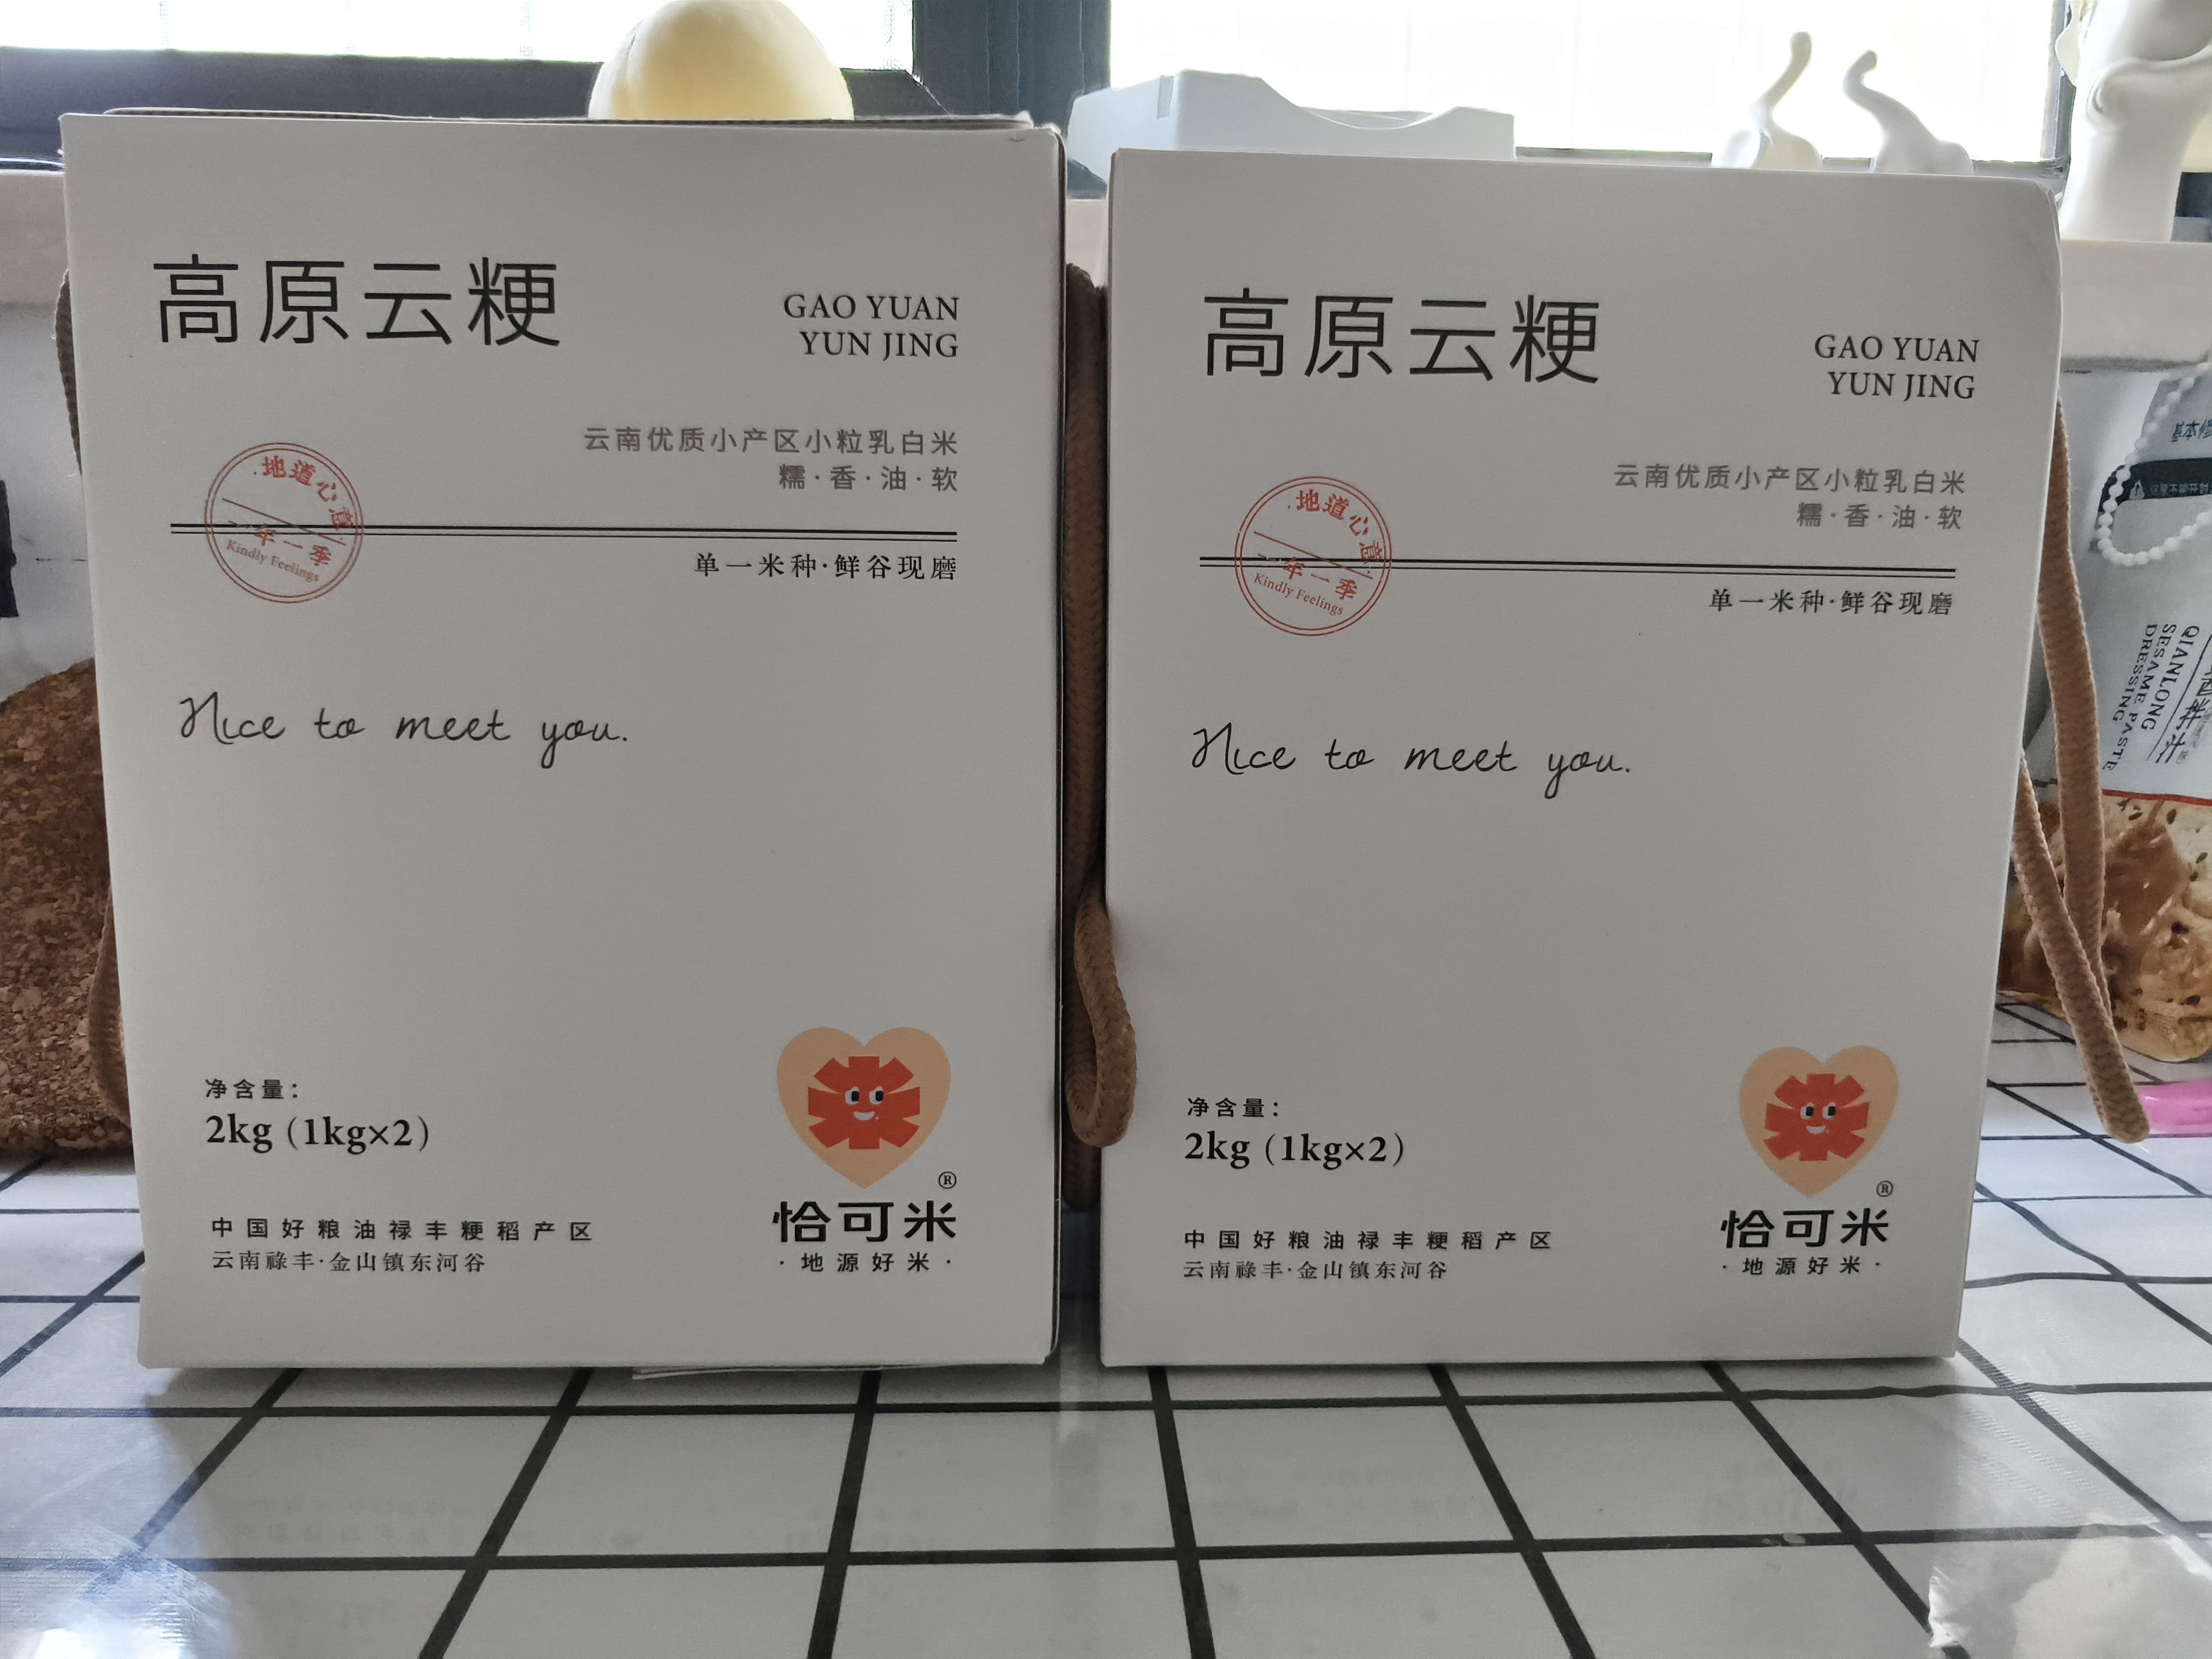 高原云粳
GAO YUAN
YUN JING
云南优质小产区小粒乳白米
糯·香·油·软
·地道心意·
一年一季
Kindly Feelings
单一米种·鲜谷现磨
Nice to meet you.
净含量：
2kg (1kg×2)
中国好粮油禄丰粳稻产区
云南祿丰·金山镇东河谷
®
恰可米
·地源好米·
高原云粳
GAO YUAN
YUN JING
云南优质小产区小粒乳白米
糯·香·油·软
·地道心意·
一年一季
Kindly Feelings
单一米种·鲜谷现磨
Nice to meet you.
净含量：
2kg (1kg×2)
中国好粮油禄丰粳稻产区
云南祿丰·金山镇东河谷
®
恰可米
·地源好米·
基本
QIANLONG
SESAME PASTE
DRESSING
拌汁